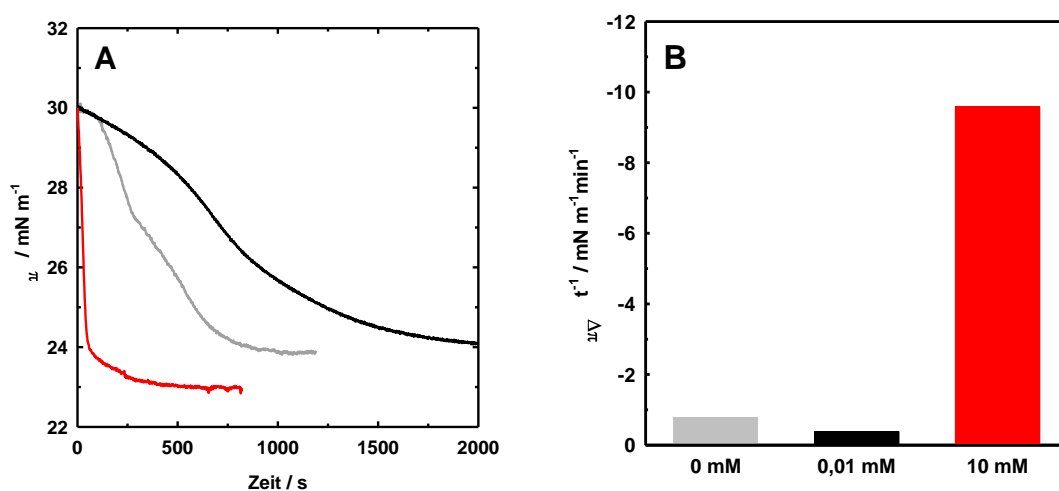 A
32
30
28
26
24
22
π / mN m⁻¹
0
500
1000
1500
2000
Zeit / s
B
-12
-10
-8
-6
-4
-2
0
Δπ t⁻¹ / mN m⁻¹min⁻¹
0 mM
0,01 mM
10 mM